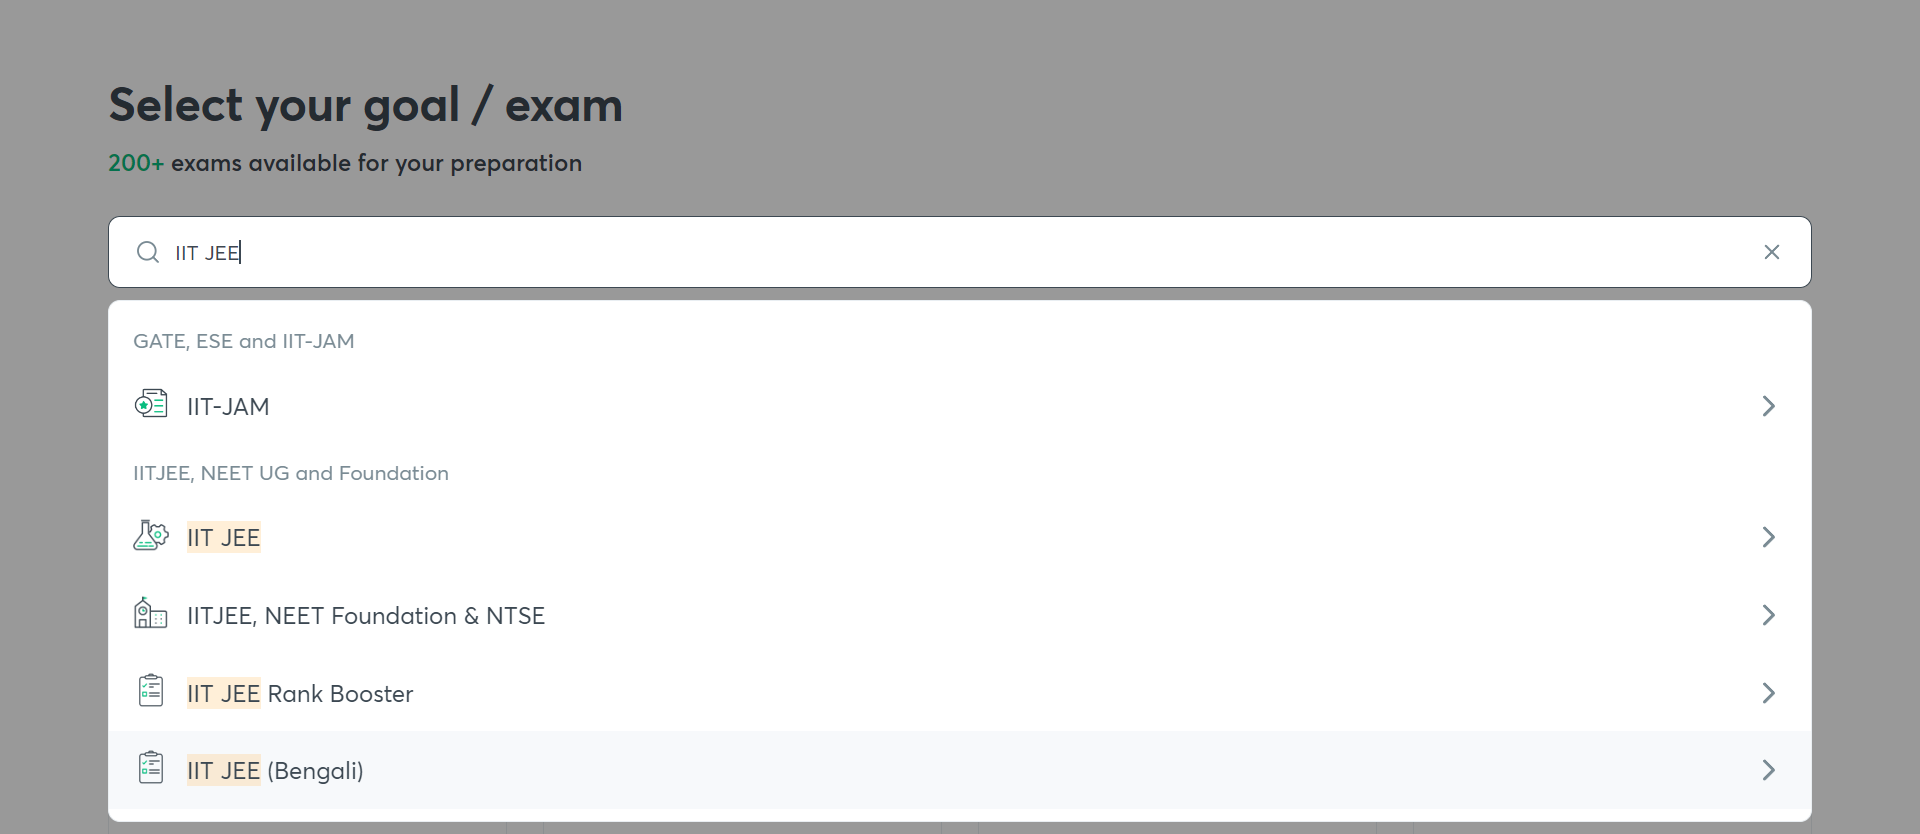 Select your goal / exam
200+ exams available for your preparation
IIT JEE
GATE, ESE and IIT-JAM
IIT-JAM
IITJEE, NEET UG and Foundation
IIT JEE
IITJEE, NEET Foundation & NTSE
IIT JEE Rank Booster
IIT JEE (Bengali)